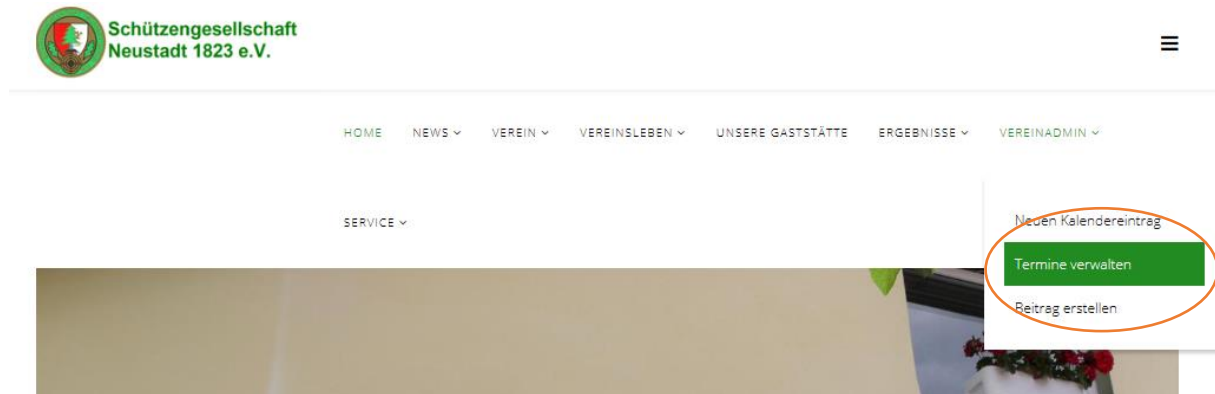 Schützengesellschaft
Neustadt 1823 e.V.
HOME NEWS VEREIN VEREINSLEBEN UNSERE GASTSTÄTTE ERGEBNISSE VEREINADMIN
SERVICE
Neuen Kalendereintrag
Termine verwalten
Beitrag erstellen